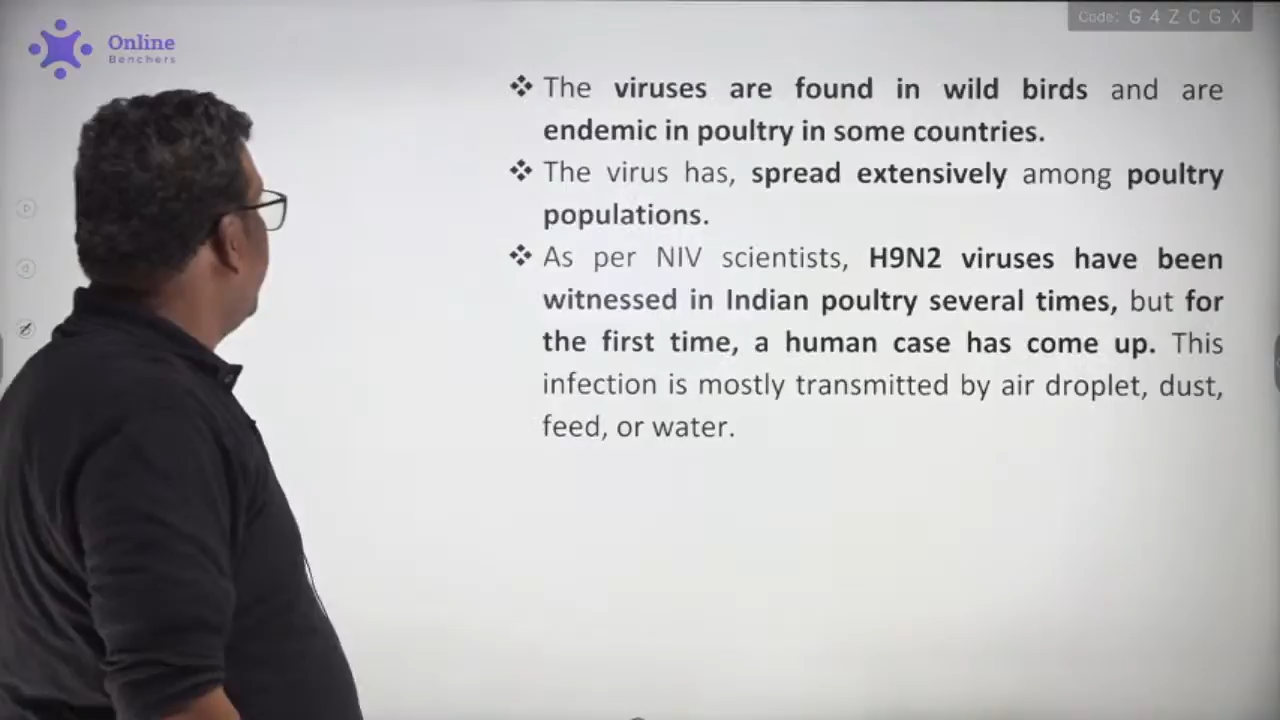 Code: G4ZCGX
Online
Benchers
❖ The viruses are found in wild birds and are
endemic in poultry in some countries.
❖ The virus has, spread extensively among poultry
populations.
❖ As per NIV scientists, H9N2 viruses have been
witnessed in Indian poultry several times, but for
the first time, a human case has come up. This
infection is mostly transmitted by air droplet, dust,
feed, or water.